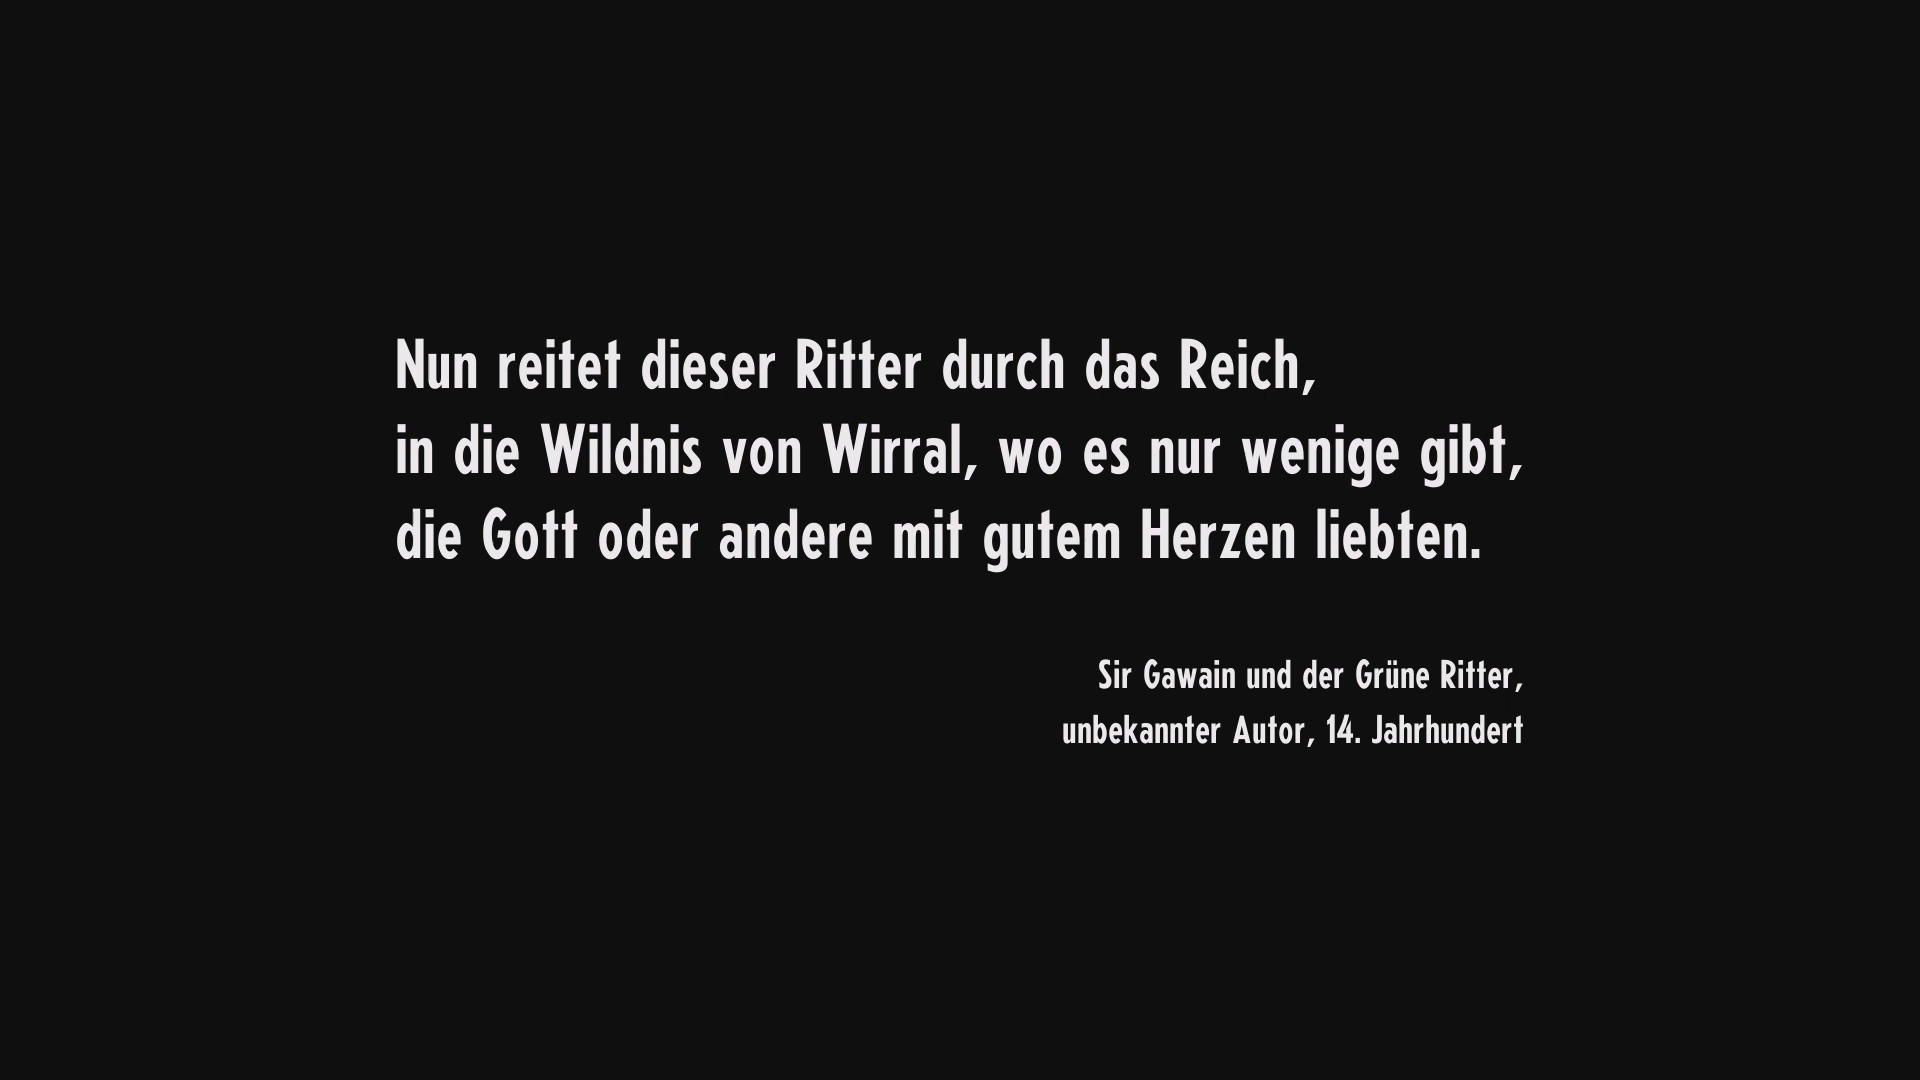 Nun reitet dieser Ritter durch das Reich,
in die Wildnis von Wirral, wo es nur wenige gibt,
die Gott oder andere mit gutem Herzen liebten.
Sir Gawain und der Grüne Ritter,
unbekannter Autor, 14. Jahrhundert